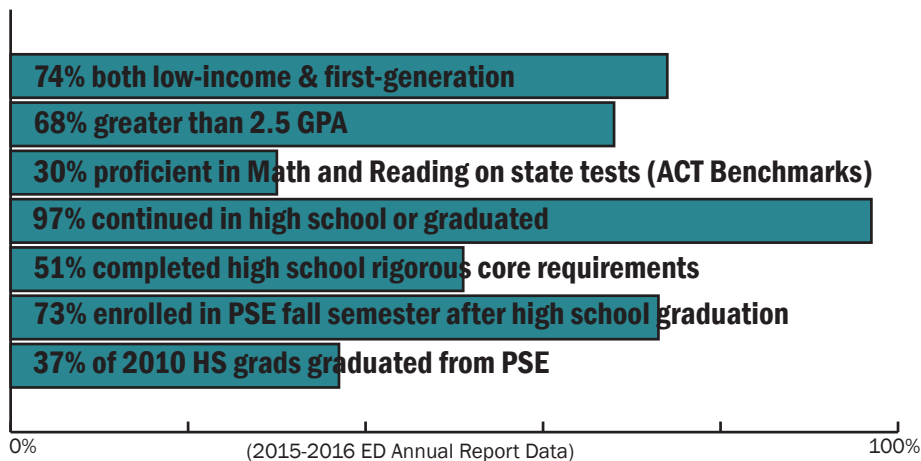 74% both low-income & first-generation
68% greater than 2.5 GPA
30% proficient in Math and Reading on state tests (ACT Benchmarks)
97% continued in high school or graduated
51% completed high school rigorous core requirements
73% enrolled in PSE fall semester after high school graduation
37% of 2010 HS grads graduated from PSE
0% (2015-2016 ED Annual Report Data) 100%